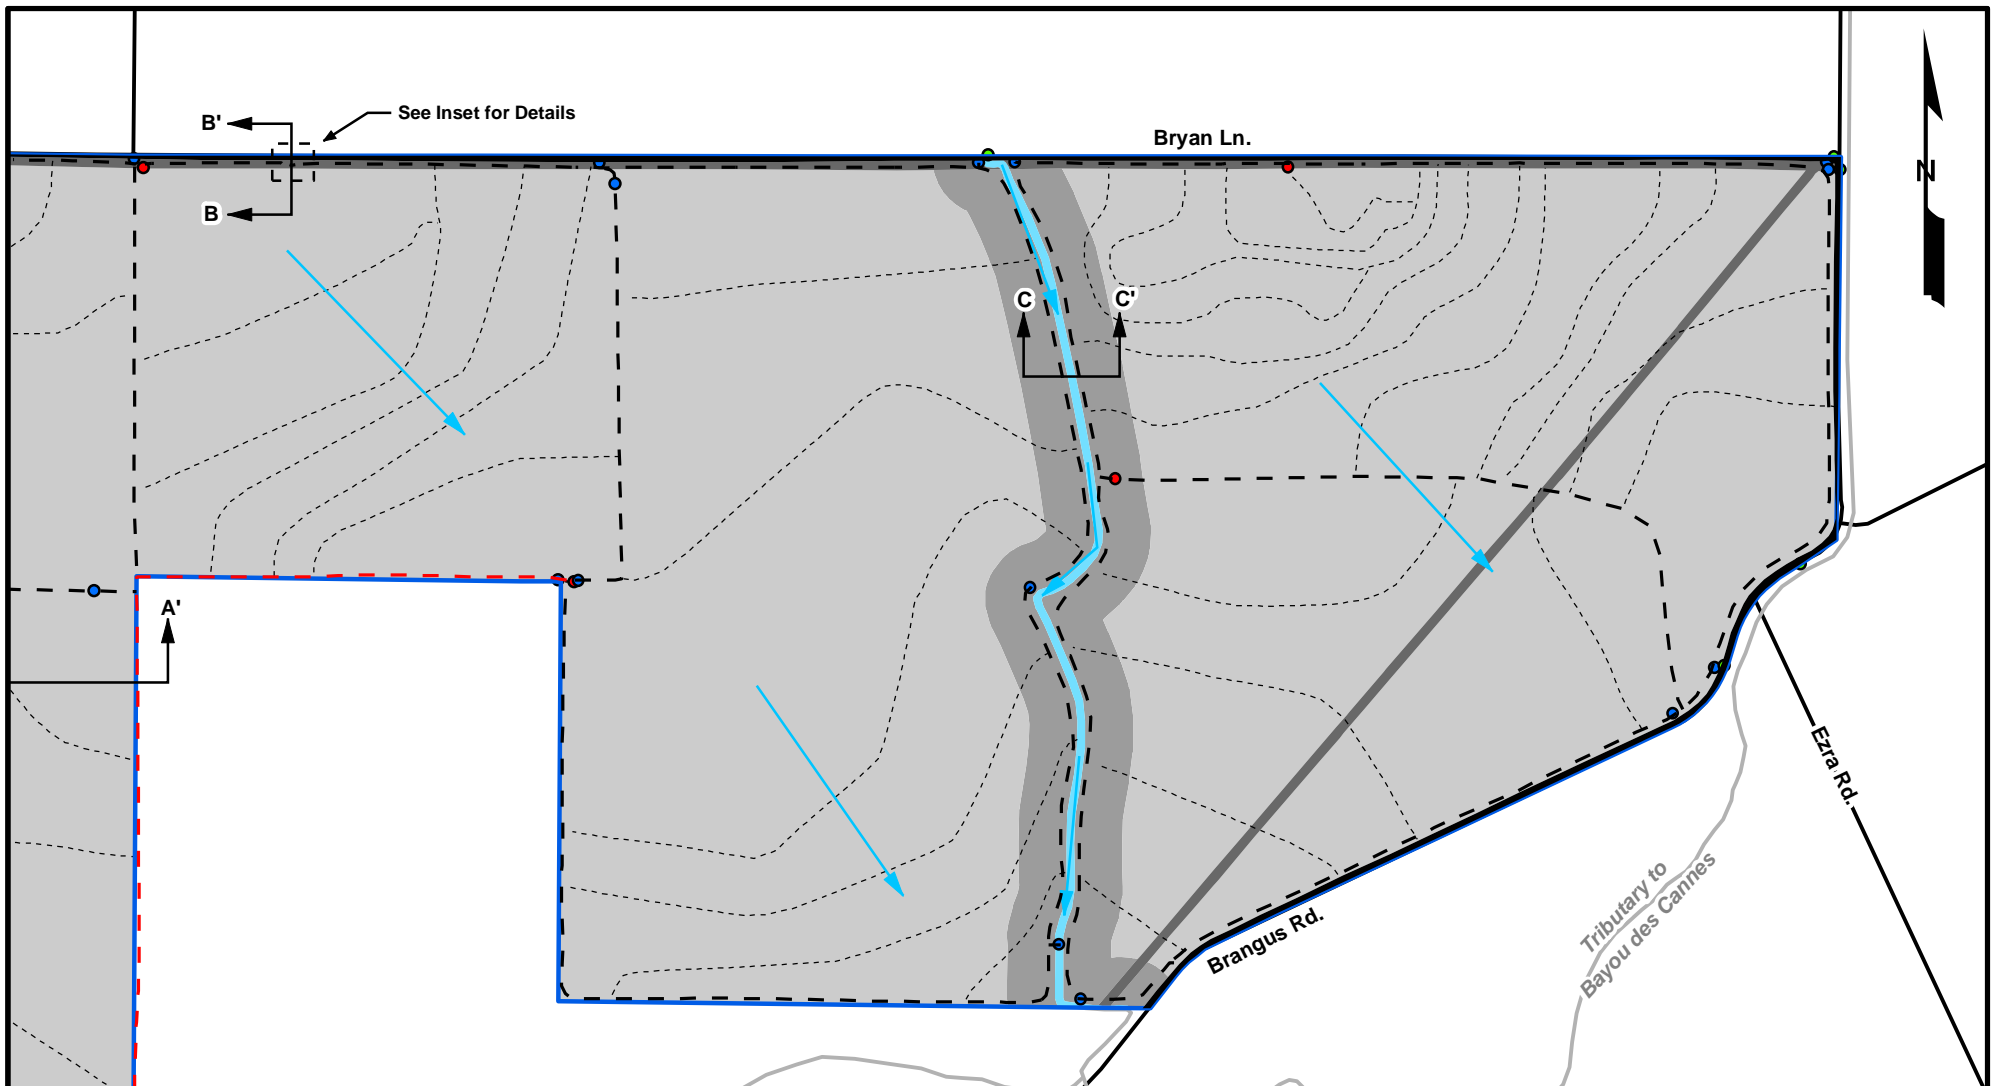 See Inset for Details
B'
Bryan Ln.
N
B
C
C'
A'
Ezra Rd.
Tributary to
Bayou des Cannes
Brangus Rd.